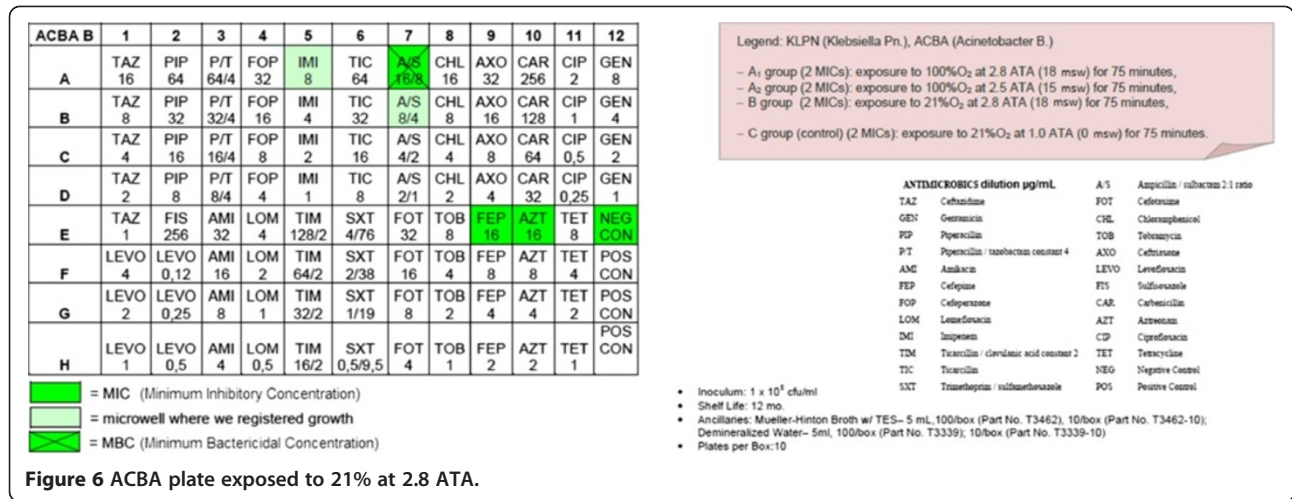 ACBA B 1 2 3 4 5 6 7 8 9 10 11 12
TAZ PIP P/T FOP IMI TIC A/S CHL AXO CAR CIP GEN
A 16 64 64/4 32 8 64 16/8 16 32 256 2 8
TAZ PIP P/T FOP IMI TIC A/S CHL AXO CAR CIP GEN
B 8 32 32/4 16 4 32 8/4 8 16 128 1 4
TAZ PIP P/T FOP IMI TIC A/S CHL AXO CAR CIP GEN
C 4 16 16/4 8 2 16 4/2 4 8 64 0,5 2
TAZ PIP P/T FOP IMI TIC A/S CHL AXO CAR CIP GEN
D 2 8 8/4 4 1 8 2/1 2 4 32 0,25 1
TAZ FIS AMI LOM TIM SXT FOT TOB FEP AZT TET NEG
E 1 256 32 4 128/2 4/76 32 8 16 16 8 CON
LEVO LEVO AMI LOM TIM SXT FOT TOB FEP AZT TET POS
F 4 0,12 16 2 64/2 2/38 16 4 8 8 4 CON
LEVO LEVO AMI LOM TIM SXT FOT TOB FEP AZT TET POS
G 2 0,25 8 1 32/2 1/19 8 2 4 4 2 CON
LEVO LEVO AMI LOM TIM SXT FOT TOB FEP AZT TET POS CON
H 1 0,5 4 0,5 16/2 0,5/9,5 4 1 2 2 1
= MIC (Minimum Inhibitory Concentration)
= microwell where we registered growth
= MBC (Minimum Bactericidal Concentration)
Legend: KLPN (Klebsiella Pn.), ACBA (Acinetobacter B.)
– A₁ group (2 MICs): exposure to 100%O₂ at 2.8 ATA (18 msw) for 75 minutes,
– A₂ group (2 MICs): exposure to 100%O₂ at 2.5 ATA (15 msw) for 75 minutes,
– B group (2 MICs): exposure to 21%O₂ at 2.8 ATA (18 msw) for 75 minutes,
– C group (control) (2 MICs): exposure to 21%O₂ at 1.0 ATA (0 msw) for 75 minutes.
ANTIMICROBICS dilution µg/mL A/S Ampicillin / sulbactam 2:1 ratio
TAZ Ceftazidime FOT Cefotaxime
GEN Gentamicin CHL Chloramphenicol
PIP Piperacillin TOB Tobramycin
P/T Piperacillin / tazobactam constant 4 AXO Ceftriaxone
AMI Amikacin LEVO Levofloxacin
FEP Cefepime FIS Sulfisoxazole
FOP Cefoperazone CAR Carbenicillin
LOM Lomefloxacin AZT Aztreonam
IMI Imipenem CIP Ciprofloxacin
TIM Ticarcillin / clavulanic acid constant 2 TET Tetracycline
TIC Ticarcillin NEG Negative Control
SXT Trimethoprim / sulfamethoxazole POS Positive Control
• Inoculum: 1 x 10⁵ cfu/ml
• Shelf Life: 12 mo.
• Ancillaries: Mueller-Hinton Broth w/ TES– 5 mL,100/box (Part No. T3462), 10/box (Part No. T3462-10);
Demineralized Water– 5ml, 100/box (Part No. T3339); 10/box (Part No. T3339-10)
• Plates per Box:10
Figure 6 ACBA plate exposed to 21% at 2.8 ATA.